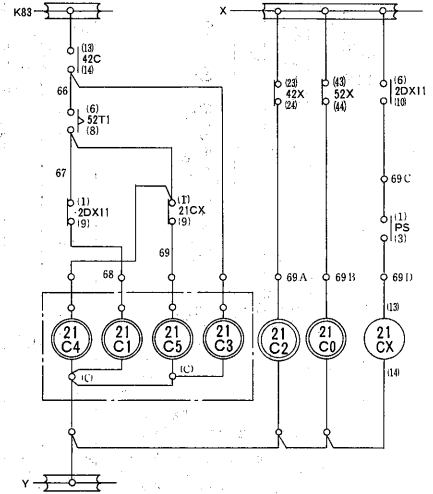 K83
X
(13)
42C
(14)
66
(6)
52T1
(8)
67
(1)
2DX11
(9)
(1)
21CX
(9)
68
69
(23)
42X
(24)
(43)
52X
(44)
(6)
2DX11
(10)
69C
(1)
PS
(3)
69A
69B
69D
(13)
21
C4
21
C1
21
C5
21
C3
21
C2
21
C0
21
CX
(C)
(C)
(14)
Y